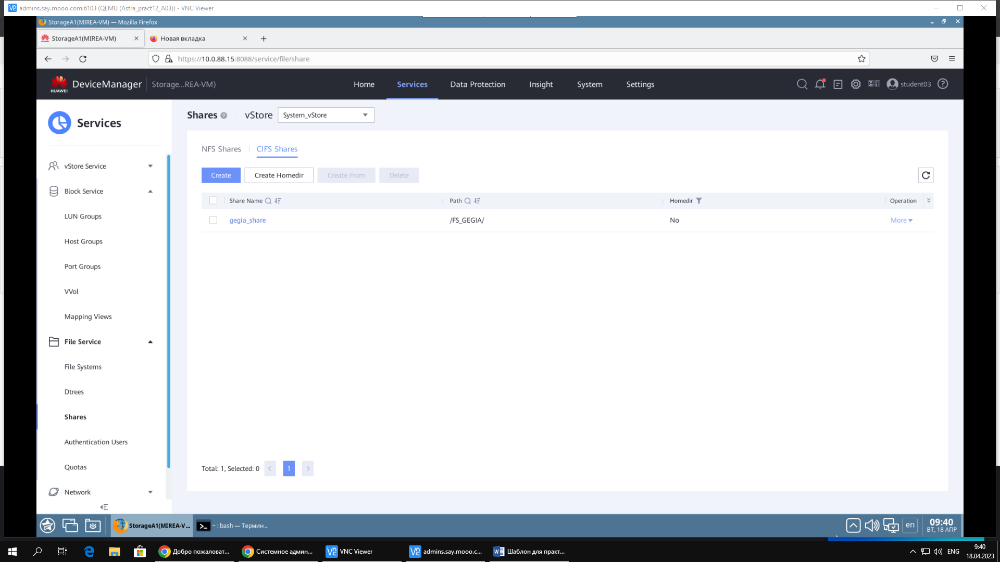 admins.say.mooo.com:6103 (QEMU (Astra_pract12_A03)) - VNC Viewer
StorageA1(MIREA-VM) — Mozilla Firefox
StorageA1(MIREA-VM)
Новая вкладка
https://10.0.88.15:8088/service/file/share
HUAWEI
DeviceManager
Storage...REA-VM)
Home
Services
Data Protection
Insight
System
Settings
student03
Services
Shares
vStore
System_vStore
NFS Shares
CIFS Shares
vStore Service
Create
Create Homedir
Create From
Delete
Block Service
Share Name
Path
Homedir
Operation
LUN Groups
gegia_share
/FS_GEGIA/
No
More
Host Groups
Port Groups
VVol
Mapping Views
File Service
File Systems
Dtrees
Shares
Authentication Users
Quotas
Total: 1, Selected: 0
1
Network
StorageA1(MIREA-V...
~ : bash — Термин...
en
09:40
ВТ, 18 АПР
Добро пожаловат...
Системное админ...
VNC Viewer
admins.say.mooo.c...
Шаблон для практ...
ENG
9:40
18.04.2023